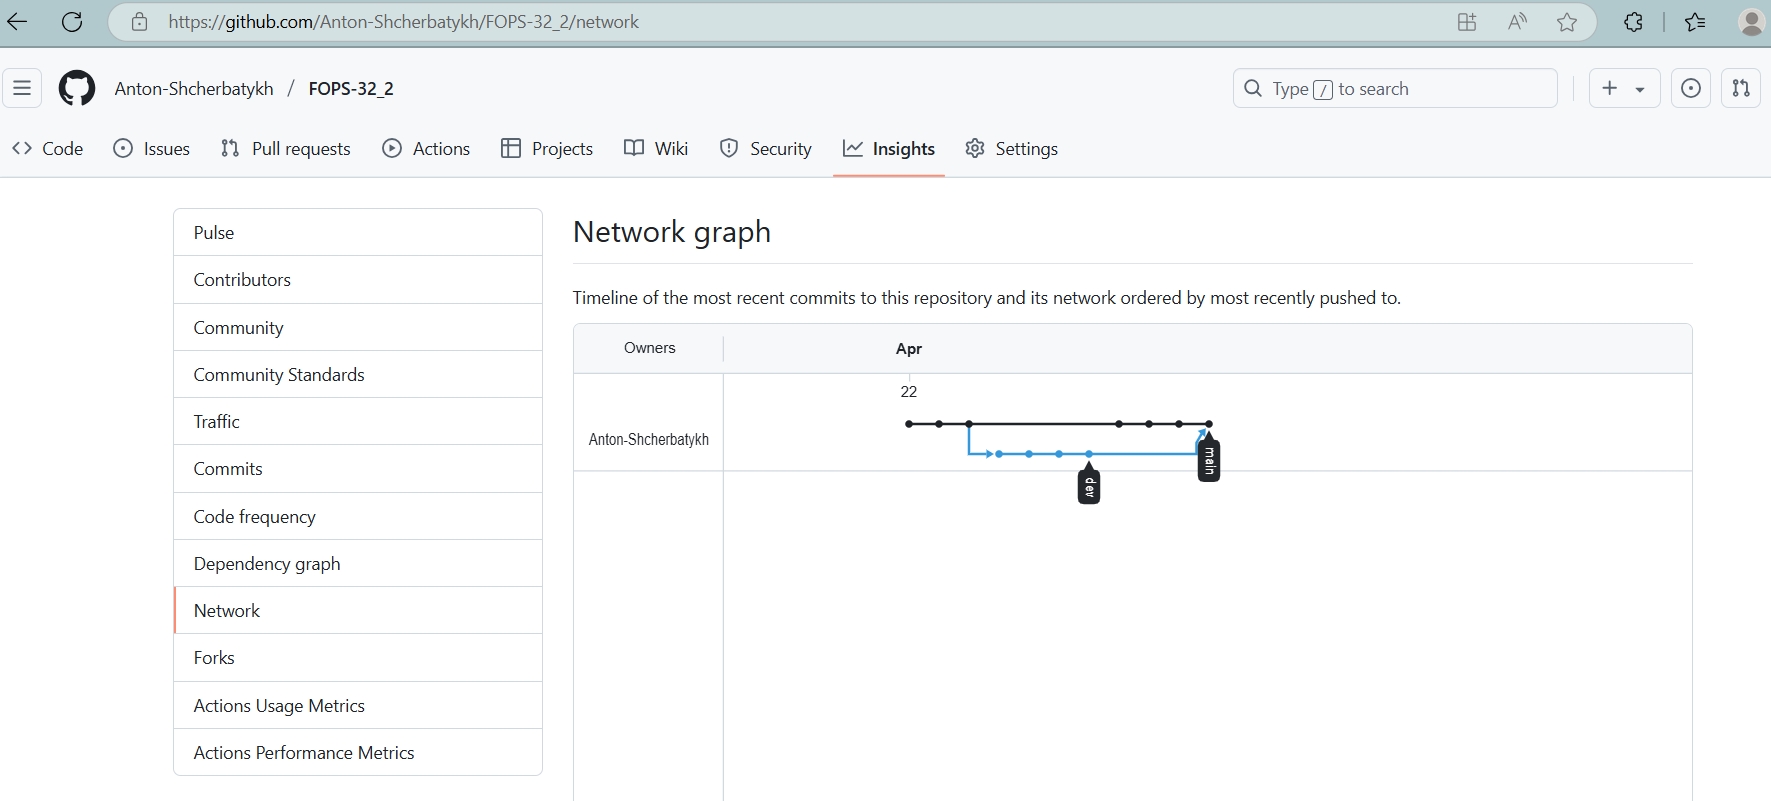 https://github.com/Anton-Shcherbatykh/FOPS-32_2/network
Anton-Shcherbatykh / FOPS-32_2
Type / to search
Code Issues Pull requests Actions Projects Wiki Security Insights Settings
Pulse
Contributors
Community
Community Standards
Traffic
Commits
Code frequency
Dependency graph
Network
Forks
Actions Usage Metrics
Actions Performance Metrics
Network graph
Timeline of the most recent commits to this repository and its network ordered by most recently pushed to.
Owners Apr
22
Anton-Shcherbatykh
main
dev